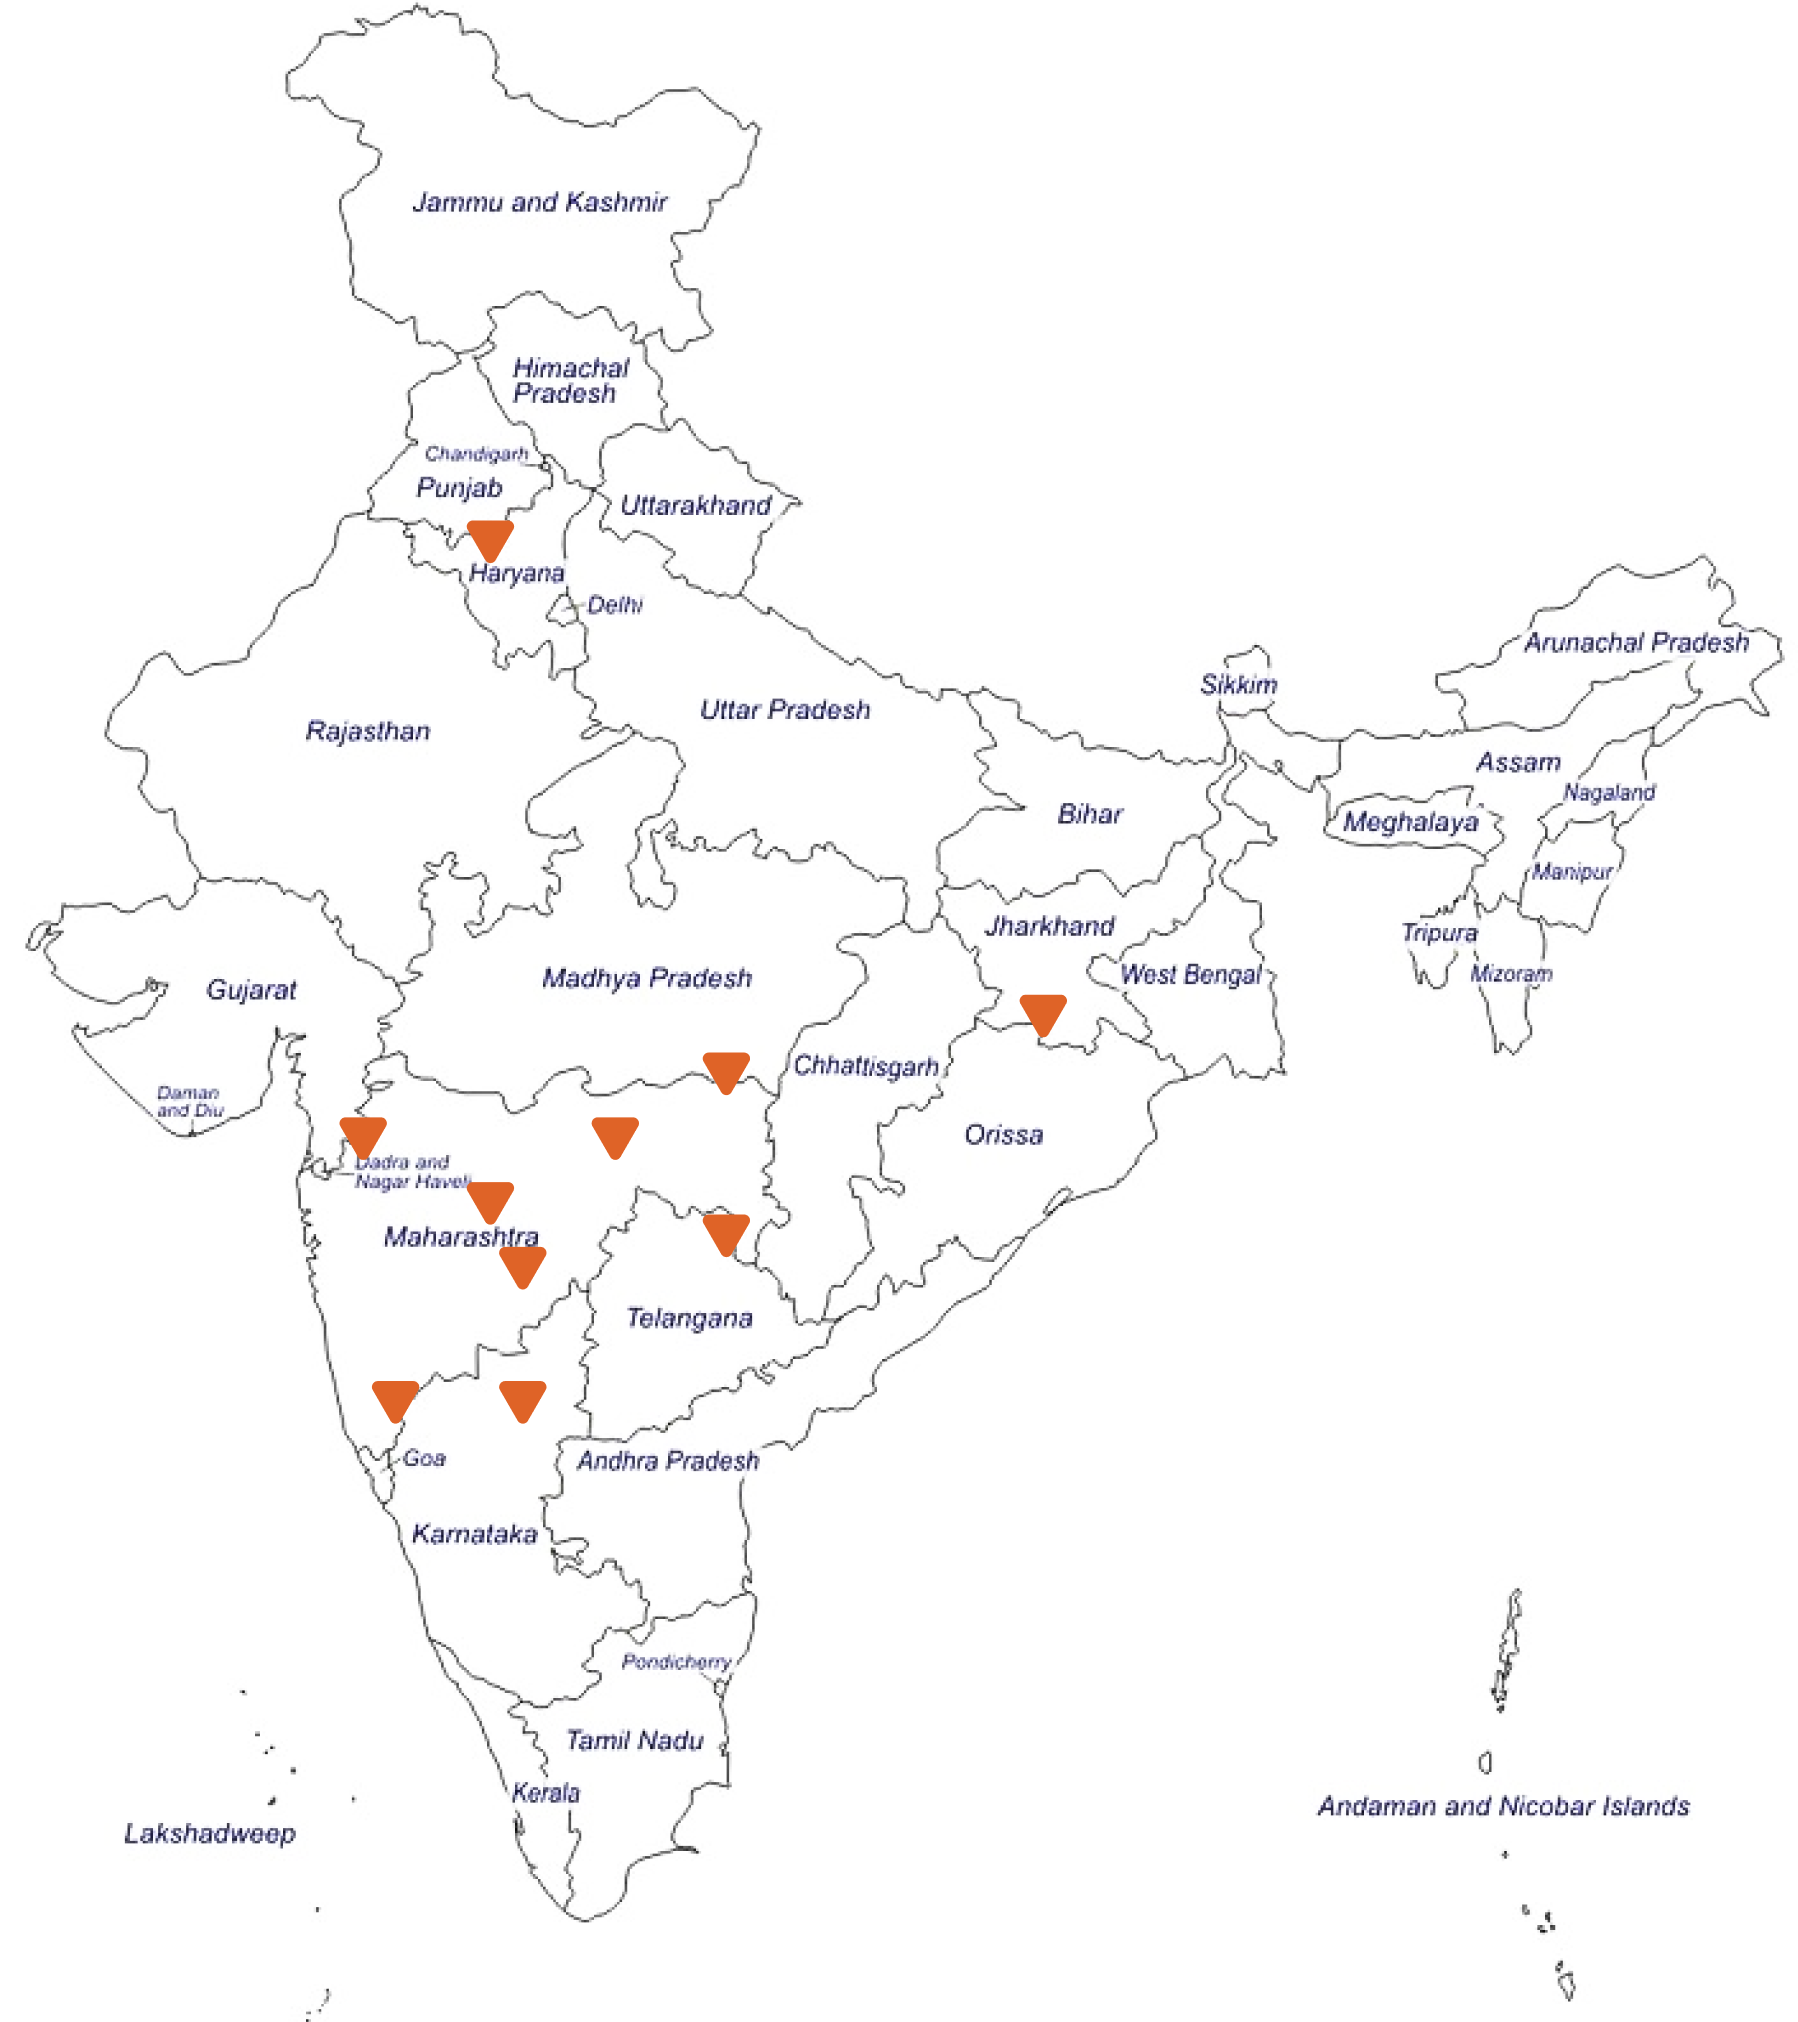 Jammu and Kashmir
Himachal
Pradesh
Chandigarh
Punjab
Uttarakhand
Haryana
Delhi
Arunachal Pradesh
Sikkim
Uttar Pradesh
Rajasthan
Assam
Nagaland
Bihar
Meghalaya
Manipur
Jharkhand
Tripura
West Bengal
Mizoram
Madhya Pradesh
Gujarat
Chhattisgarh
Daman
and Diu
Orissa
Dadra and
Nagar Haveli
Maharashtra
Telangana
Goa
Andhra Pradesh
Karnataka
Pondicherry
Tamil Nadu
Kerala
Andaman and Nicobar Islands
Lakshadweep